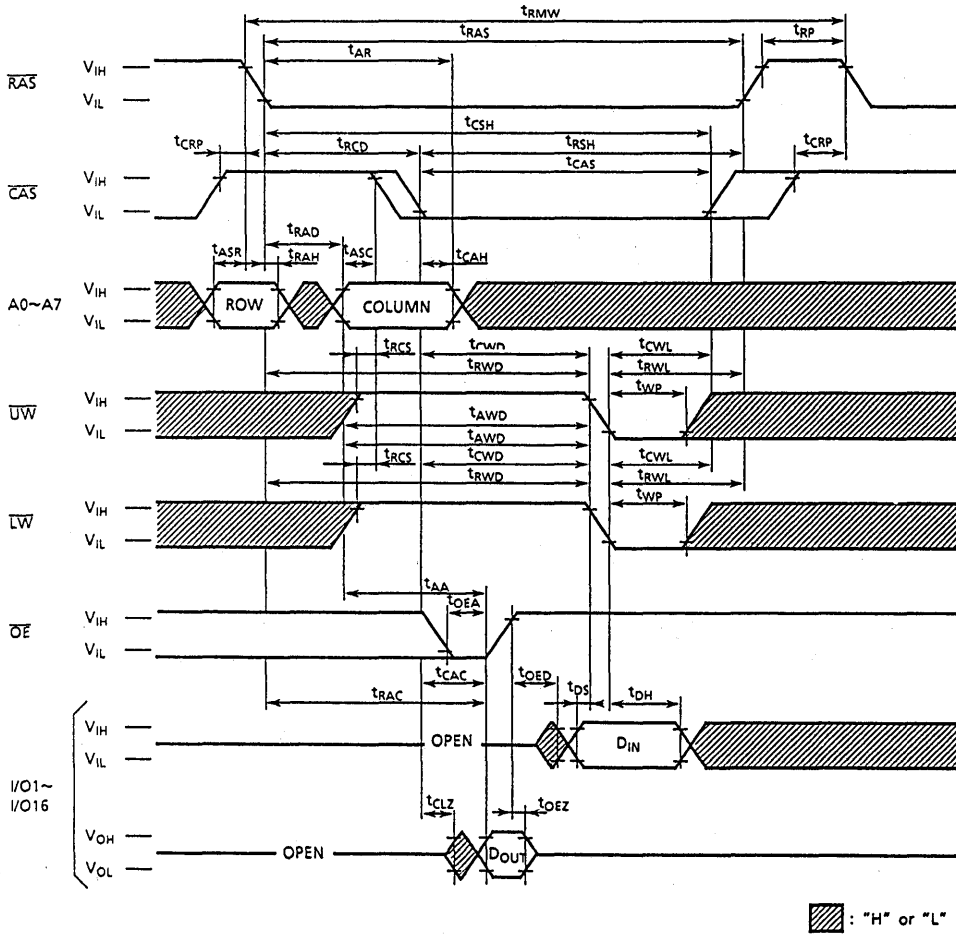 tRMW
tRAS
tRP
tAR
RAS
VIH
VIL
tCSH
tCRP
tRCD
tRSH
tCRP
tCAS
CAS
VIH
VIL
tRAD
tASR
tRAH
tASC
tCAH
A0~A7
VIH
VIL
ROW
COLUMN
tRCS
tCWD
tCWL
tRWD
tRWL
tWP
UW
VIH
VIL
tAWD
tAWD
tRCS
tCWD
tCWL
tRWD
tRWL
tWP
LW
VIH
VIL
tAA
tOEA
OE
VIH
VIL
tCAC
tOED
tRAC
tDS
tDH
VIH
VIL
OPEN
DIN
I/O1~
I/O16
tCLZ
tOEZ
VOH
VOL
OPEN
DOUT
: "H" or "L"